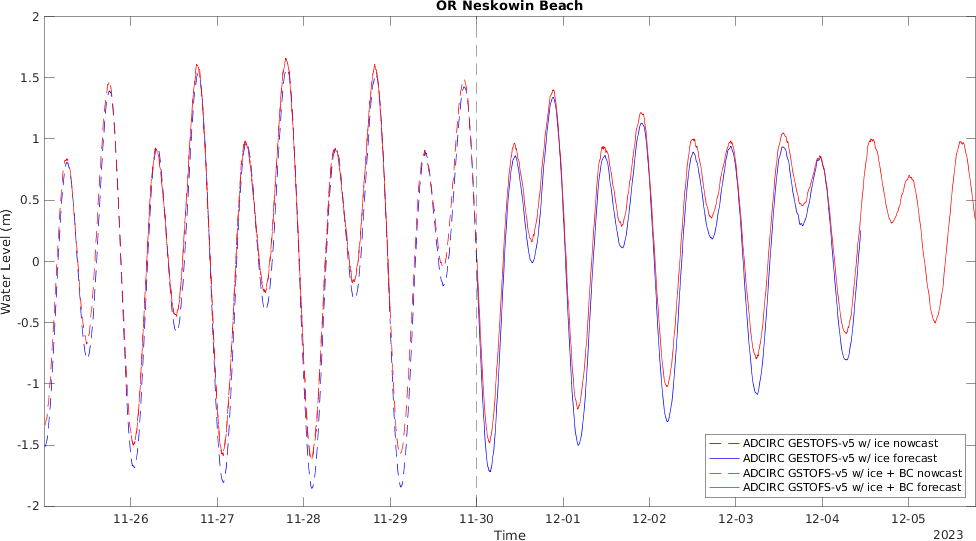 OR Neskowin Beach
2
1.5
1
0.5
0
-0.5
-1
-1.5
-2
Water Level (m)
ADCIRC GESTOFS-v5 w/ ice nowcast
ADCIRC GESTOFS-v5 w/ ice forecast
ADCIRC GSTOFS-v5 w/ ice + BC nowcast
ADCIRC GSTOFS-v5 w/ ice + BC forecast
11-26 11-27 11-28 11-29 11-30 12-01 12-02 12-03 12-04 12-05
Time
2023